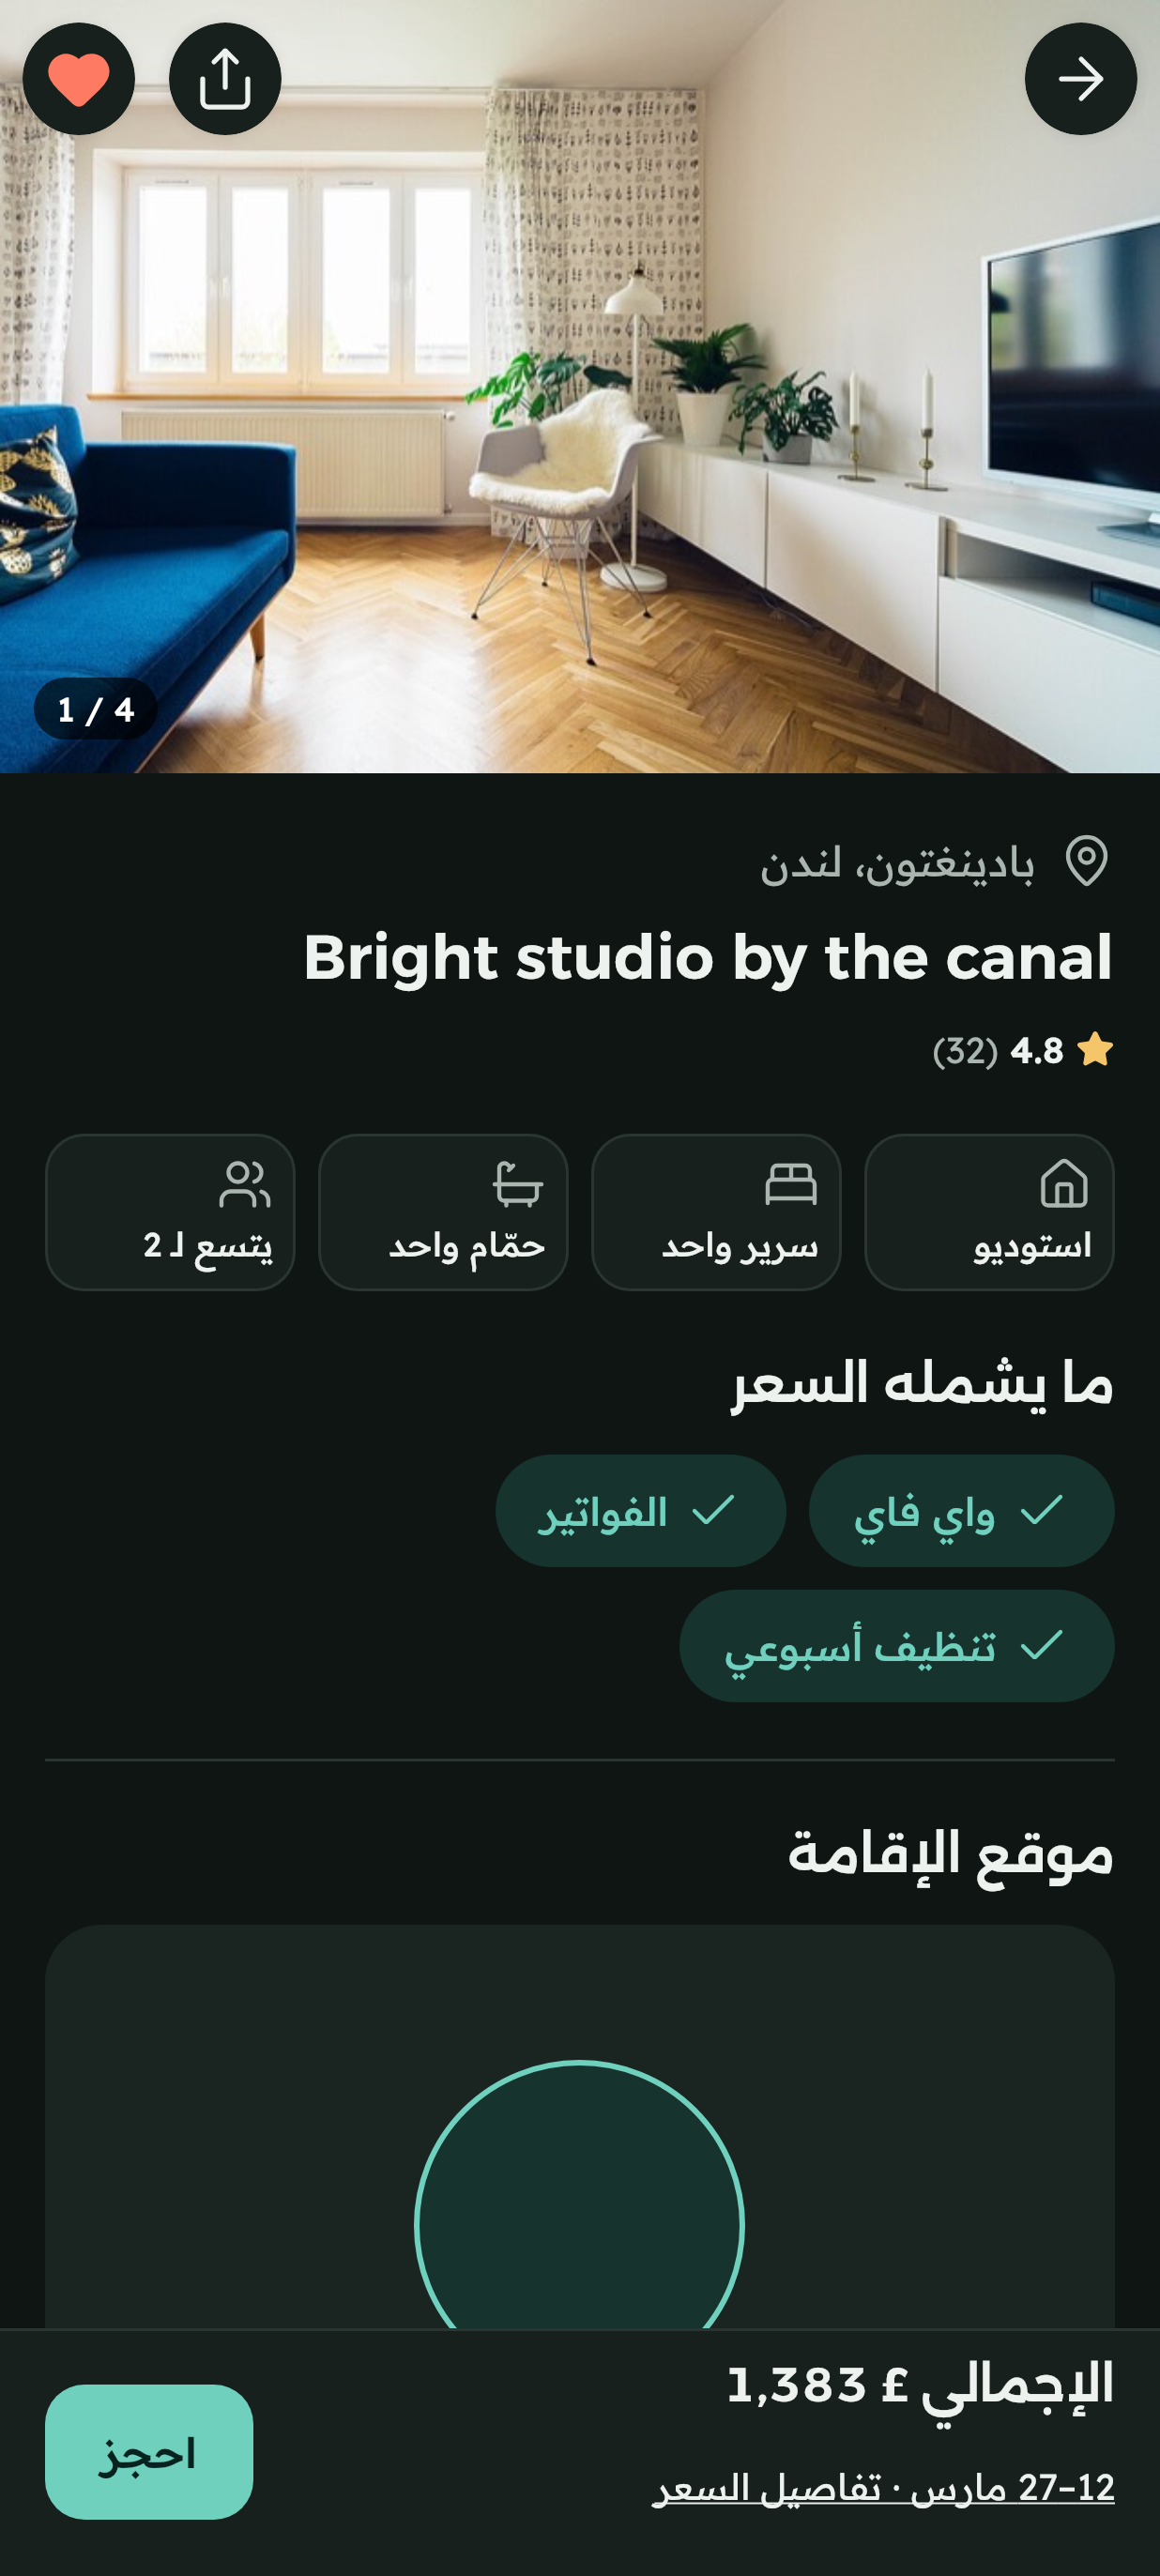 1 / 4
بادينغتون، لندن
Bright studio by the canal
4.8 (32)
استوديو
سرير واحد
حمّام واحد
يتسع لـ 2
ما يشمله السعر
واي فاي
الفواتير
تنظيف أسبوعي
موقع الإقامة
الإجمالي £ 1,383
12–27 مارس · تفاصيل السعر
احجز